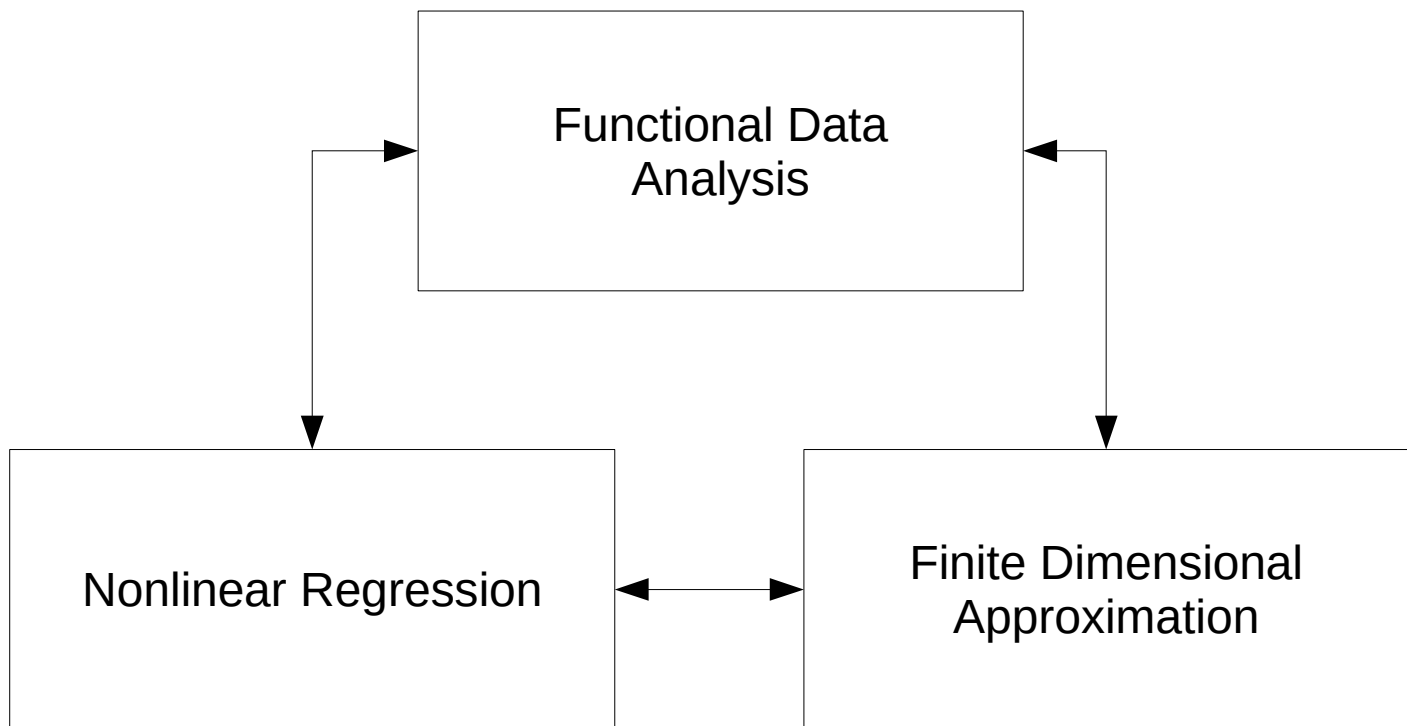 Functional Data
Analysis
Nonlinear Regression
Finite Dimensional
Approximation